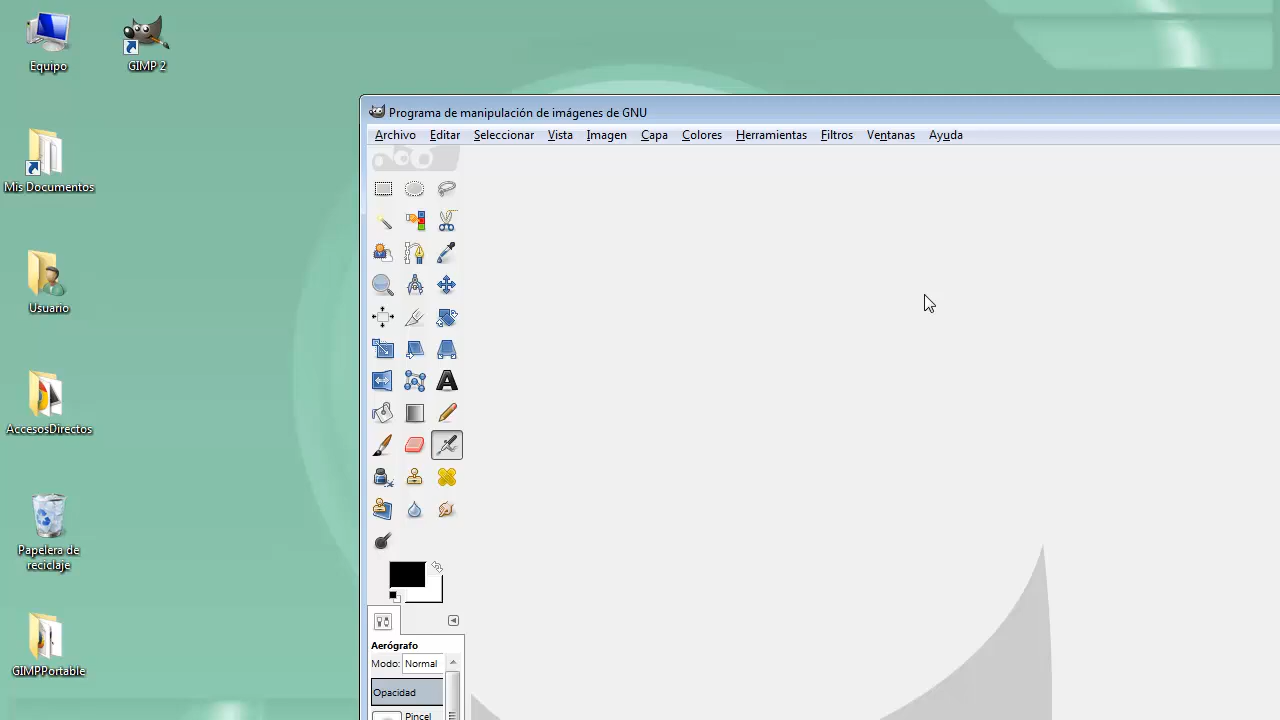 Equipo
GIMP 2
Mis Documentos
Usuario
AccesosDirectos
Papelera de
reciclaje
GIMPPortable
Programa de manipulación de imágenes de GNU
Archivo Editar Seleccionar Vista Imagen Capa Colores Herramientas Filtros Ventanas Ayuda
Aerógrafo
Modo: Normal
Opacidad
Pincel